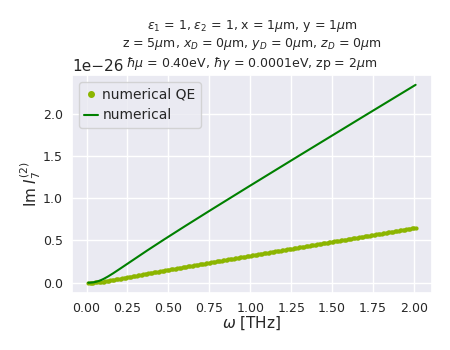 ε₁ = 1, ε₂ = 1, x = 1μm, y = 1μm
z = 5μm, x_D = 0μm, y_D = 0μm, z_D = 0μm
ħμ = 0.40eV, ħγ = 0.0001eV, zp = 2μm
1e−26
numerical QE
numerical
Im I₇⁽²⁾
2.0
1.5
1.0
0.5
0.0
0.00 0.25 0.50 0.75 1.00 1.25 1.50 1.75 2.00
ω [THz]